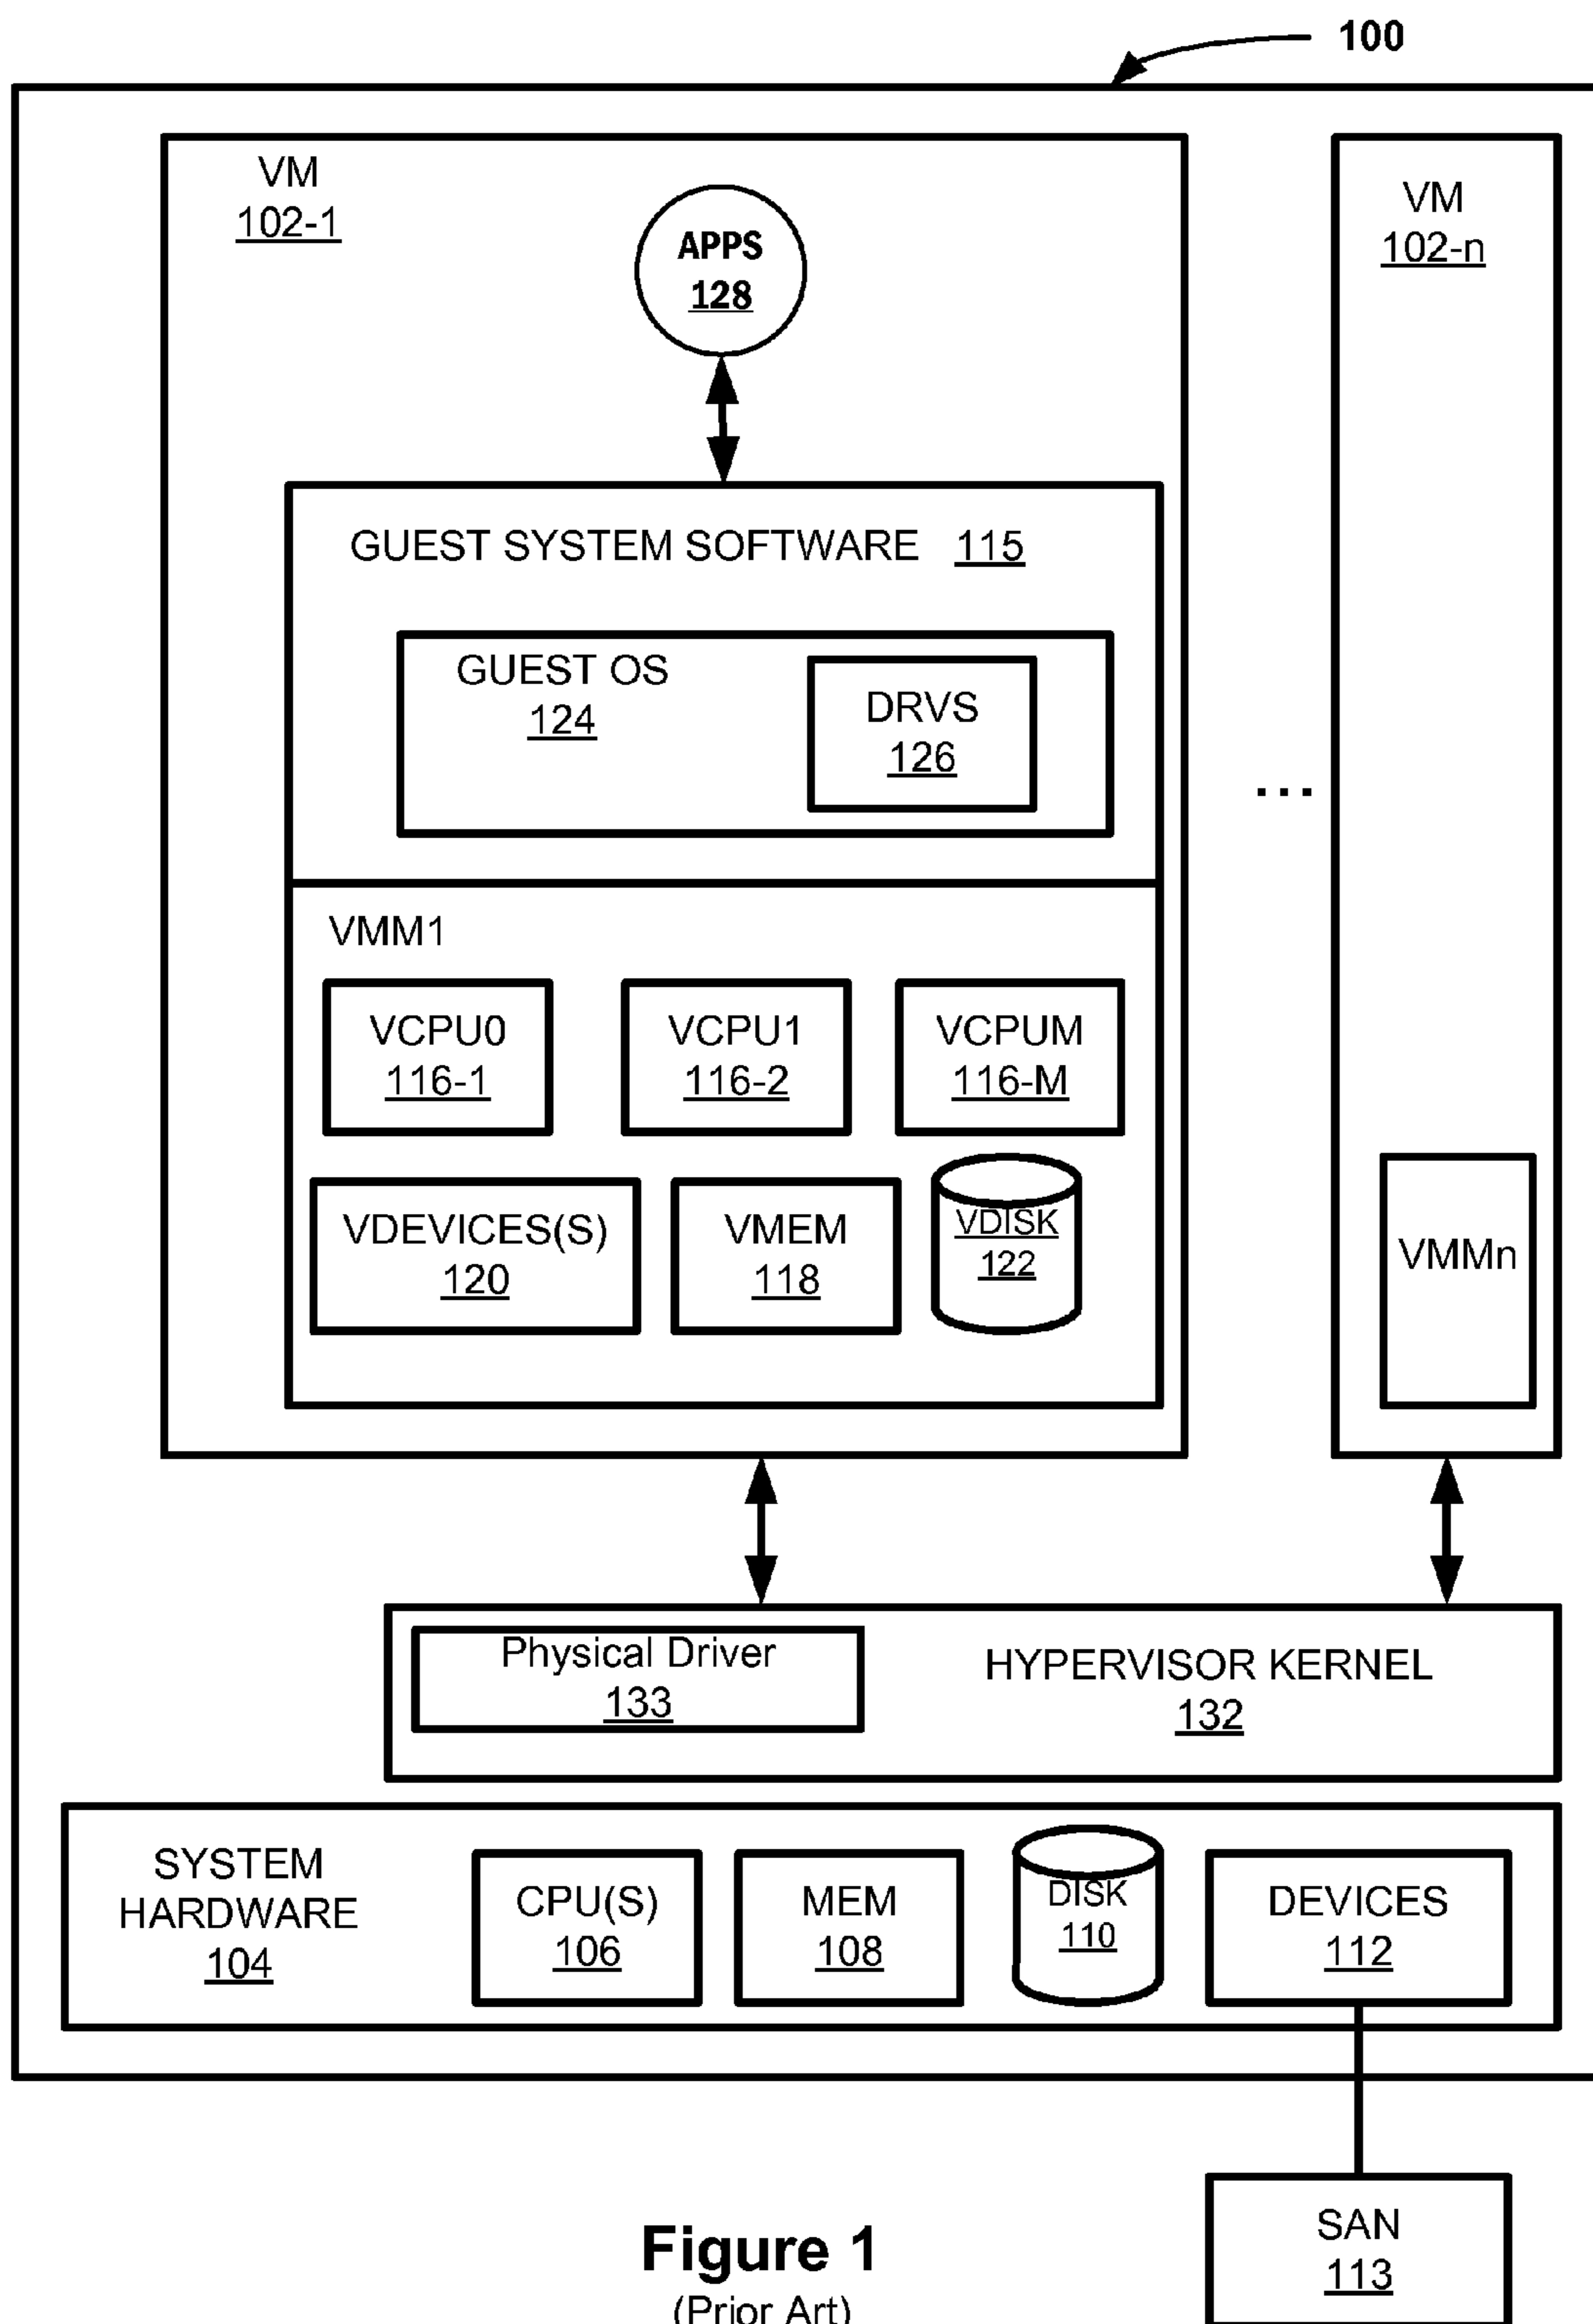 100
VM
102-1
APPS
128
VM
102-n
GUEST SYSTEM SOFTWARE 115
GUEST OS
124
DRVS
126
...
VMM1
VCPU0
116-1
VCPU1
116-2
VCPUM
116-M
VDEVICES(S)
120
VMEM
118
VDISK
122
VMMn
Physical Driver
133
HYPERVISOR KERNEL
132
SYSTEM
HARDWARE
104
CPU(S)
106
MEM
108
DISK
110
DEVICES
112
SAN
113
Figure 1
(Prior Art)